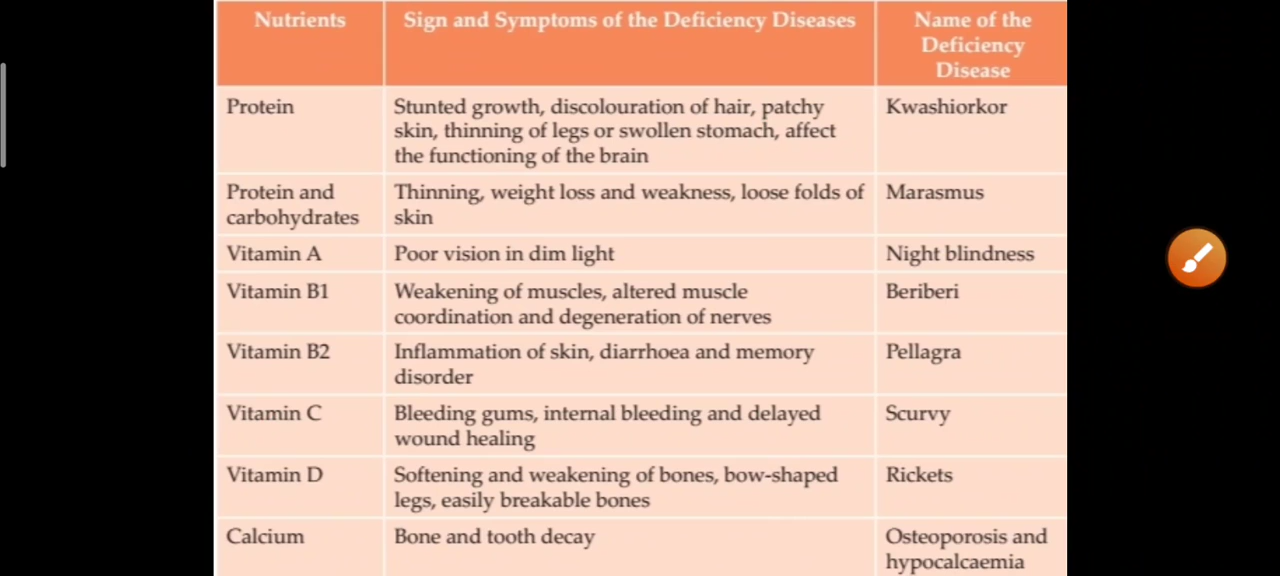 Nutrients
Sign and Symptoms of the Deficiency Diseases
Name of the
Deficiency
Disease
Protein
Stunted growth, discolouration of hair, patchy
skin, thinning of legs or swollen stomach, affect
the functioning of the brain
Kwashiorkor
Protein and
carbohydrates
Thinning, weight loss and weakness, loose folds of
skin
Marasmus
Vitamin A
Poor vision in dim light
Night blindness
Vitamin B1
Weakening of muscles, altered muscle
coordination and degeneration of nerves
Beriberi
Vitamin B2
Inflammation of skin, diarrhoea and memory
disorder
Pellagra
Vitamin C
Bleeding gums, internal bleeding and delayed
wound healing
Scurvy
Vitamin D
Softening and weakening of bones, bow-shaped
legs, easily breakable bones
Rickets
Calcium
Bone and tooth decay
Osteoporosis and
hypocalcaemia